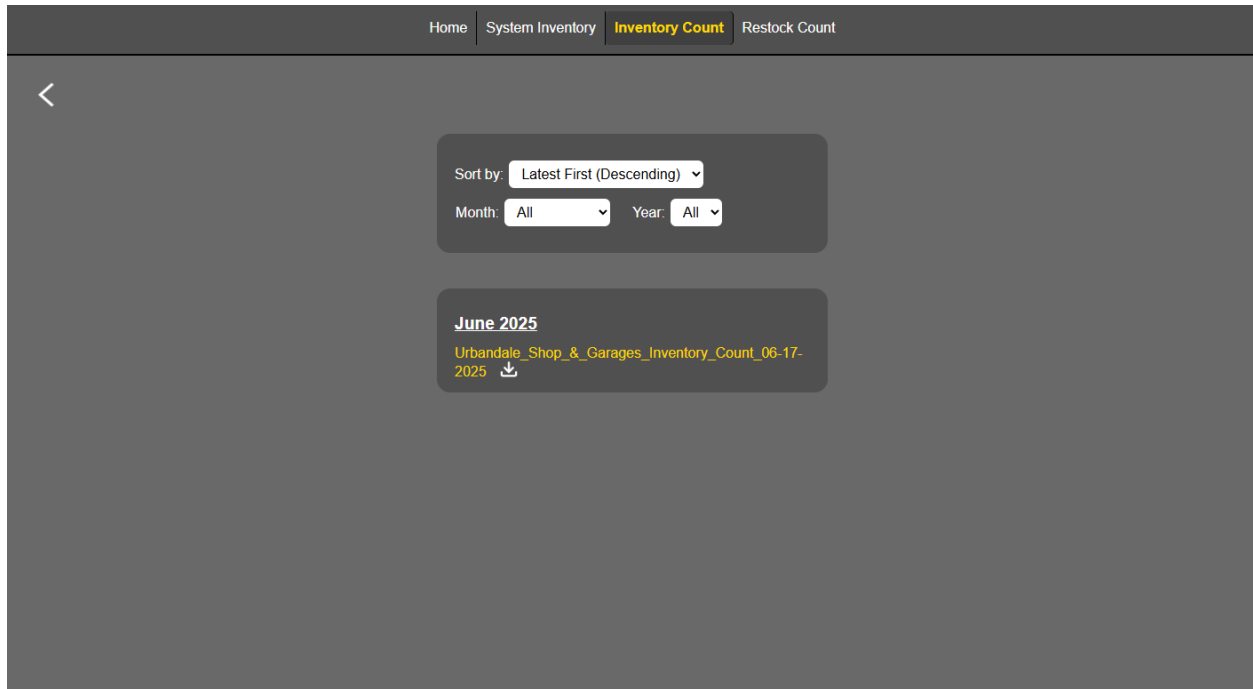 Home System Inventory Inventory Count Restock Count
Sort by: Latest First (Descending)
Month: All Year: All
June 2025
Urbandale_Shop_&_Garages_Inventory_Count_06-17-
2025